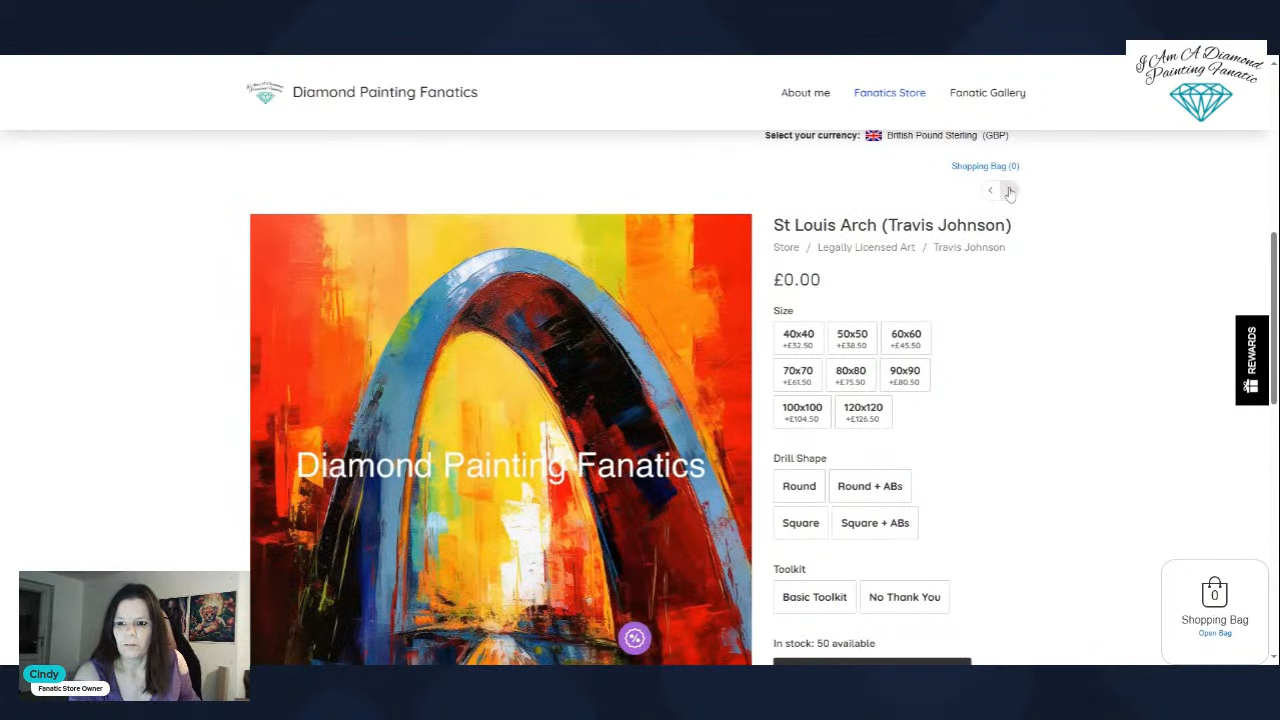 I Am A Diamond
Painting Fanatic
Diamond Painting Fanatics
About me
Fanatics Store
Fanatic Gallery
Select your currency: British Pound Sterling (GBP)
Shopping Bag (0)
St Louis Arch (Travis Johnson)
Store / Legally Licensed Art / Travis Johnson
£0.00
Size
40x40
+£32.50
50x50
+£38.50
60x60
+£45.50
70x70
+£61.50
80x80
+£75.50
90x90
+£80.50
100x100
+£104.50
120x120
+£126.50
Drill Shape
Round
Round + ABs
Square
Square + ABs
Toolkit
Basic Toolkit
No Thank You
In stock: 50 available
Diamond Painting Fanatics
REWARDS
0
Shopping Bag
Open Bag
Cindy
Fanatic Store Owner